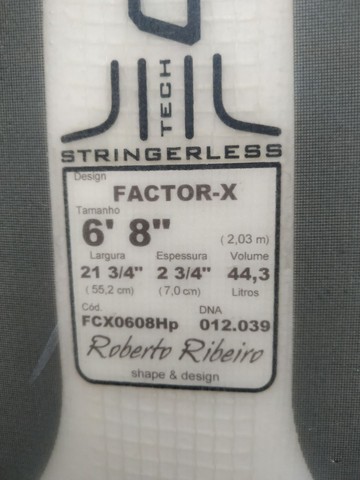 TECH
STRINGERLESS
Design
FACTOR-X
Tamanho
6' 8" (2,03 m)
Largura Espessura Volume
21 3/4" 2 3/4" 44,3
(55,2 cm) (7,0 cm) Litros
Cód. DNA
FCX0608Hp 012.039
Roberto Ribeiro
shape & design